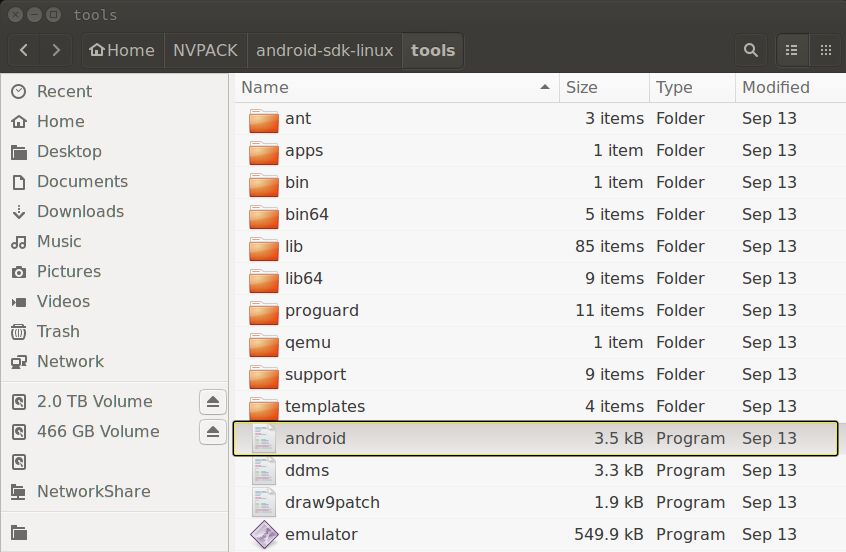 tools
Home NVPACK android-sdk-linux tools
Name Size Type Modified
Recent
Home
Desktop
Documents
Downloads
Music
Pictures
Videos
Trash
Network
2.0 TB Volume
466 GB Volume
NetworkShare
ant 3 items Folder Sep 13
apps 1 item Folder Sep 13
bin 1 item Folder Sep 13
bin64 5 items Folder Sep 13
lib 85 items Folder Sep 13
lib64 9 items Folder Sep 13
proguard 11 items Folder Sep 13
qemu 1 item Folder Sep 13
support 9 items Folder Sep 13
templates 4 items Folder Sep 13
android 3.5 kB Program Sep 13
ddms 3.3 kB Program Sep 13
draw9patch 1.9 kB Program Sep 13
emulator 549.9 kB Program Sep 13